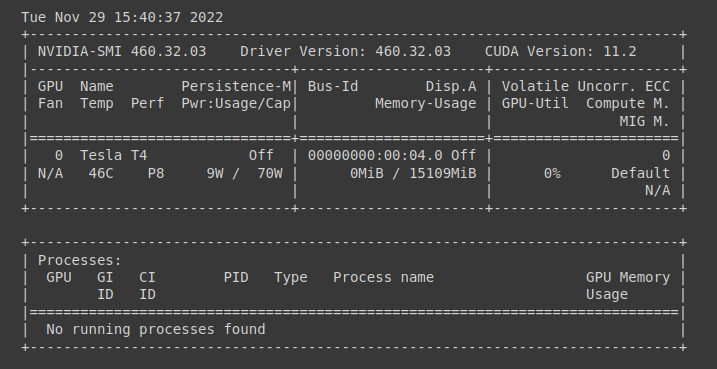 Tue Nov 29 15:40:37 2022
+-----------------------------------------------------------------------------+
| NVIDIA-SMI 460.32.03    Driver Version: 460.32.03    CUDA Version: 11.2     |
|-------------------------------+----------------------+----------------------+
| GPU  Name        Persistence-M| Bus-Id        Disp.A | Volatile Uncorr. ECC |
| Fan  Temp  Perf  Pwr:Usage/Cap|         Memory-Usage | GPU-Util  Compute M. |
|                               |                      |               MIG M. |
|===============================+======================+======================|
|   0  Tesla T4            Off  | 00000000:00:04.0 Off |                    0 |
| N/A   46C    P8     9W /  70W |      0MiB / 15109MiB |      0%      Default |
|                               |                      |                  N/A |
+-------------------------------+----------------------+----------------------+

+-----------------------------------------------------------------------------+
| Processes:                                                                  |
|  GPU   GI   CI        PID   Type   Process name                  GPU Memory |
|        ID   ID                                                   Usage      |
|=============================================================================|
|  No running processes found                                                 |
+-----------------------------------------------------------------------------+